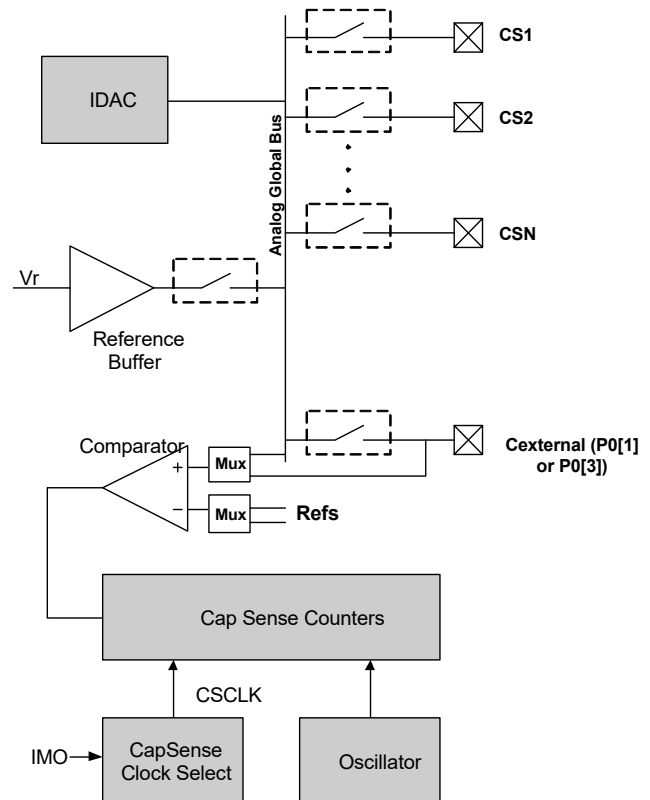 CS1
IDAC
CS2
Analog Global Bus
CSN
Vr
Reference
Buffer
Comparator
+
Mux
Cexternal (P0[1]
or P0[3])
−
Mux
Refs
Cap Sense Counters
CSCLK
IMO
CapSense
Clock Select
Oscillator